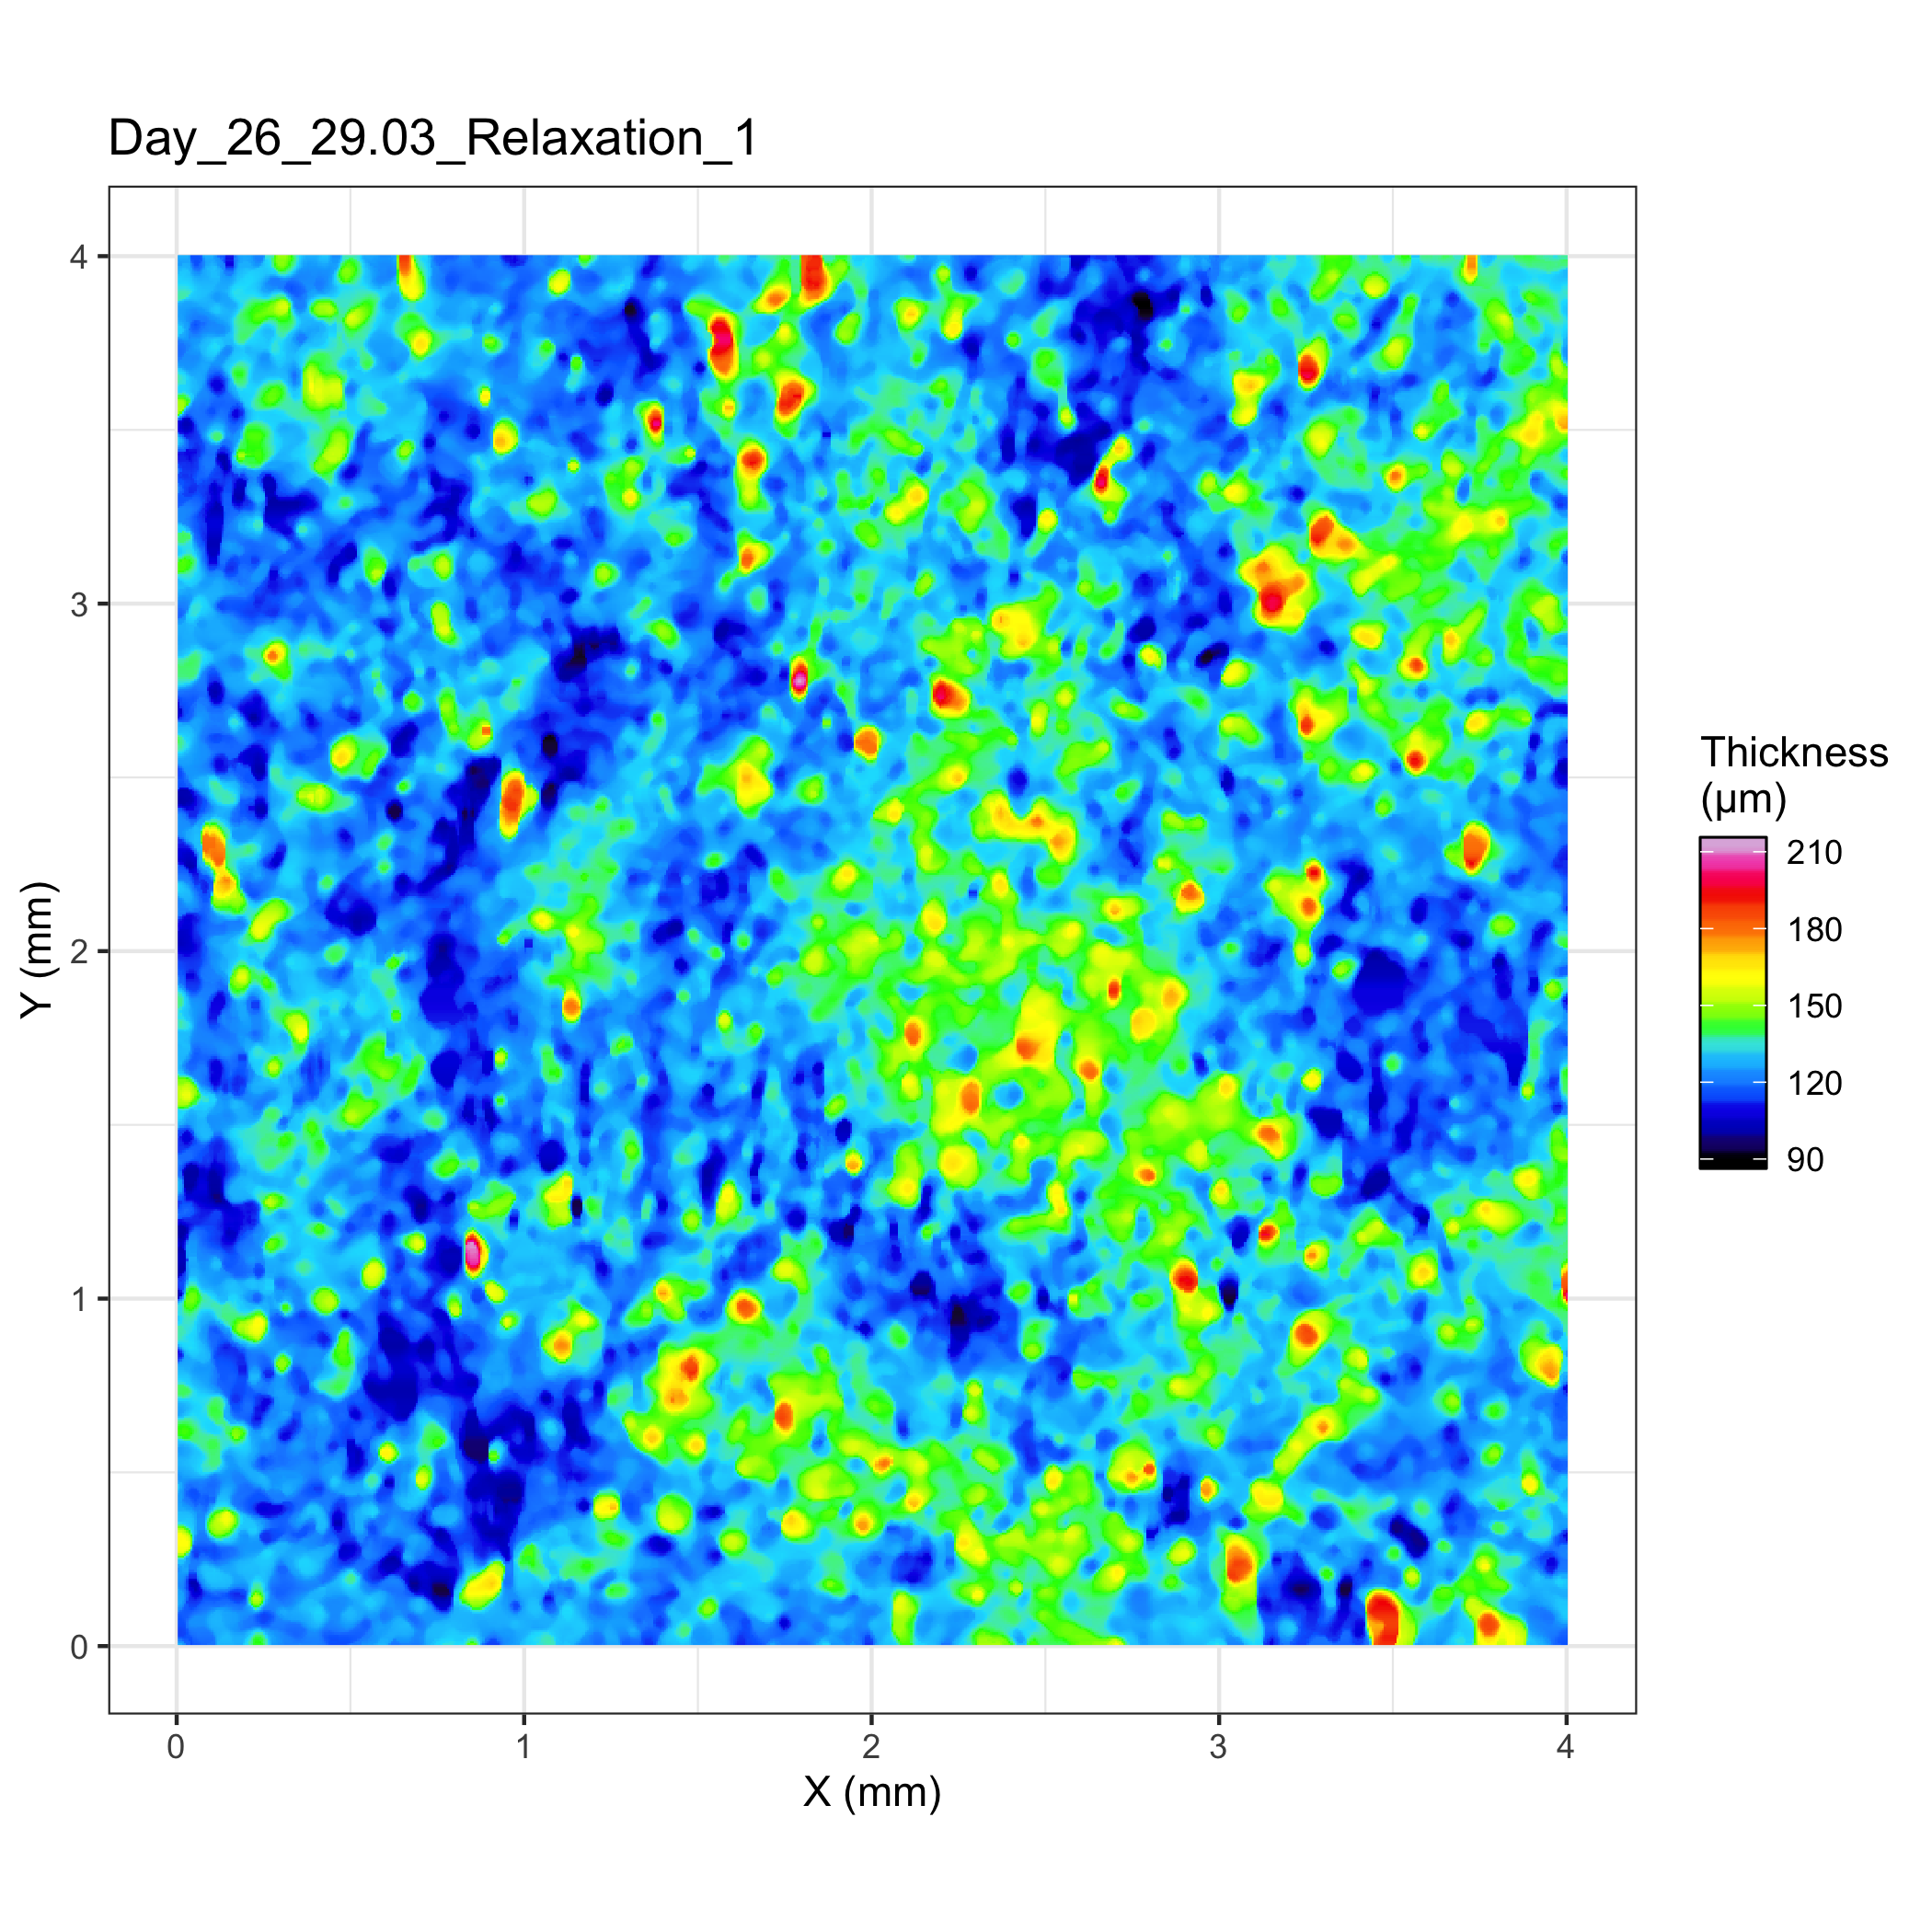 Day_26_29.03_Relaxation_1
4
3
2
1
0
Y (mm)
0 1 2 3 4
X (mm)
Thickness
(μm)
210
180
150
120
90